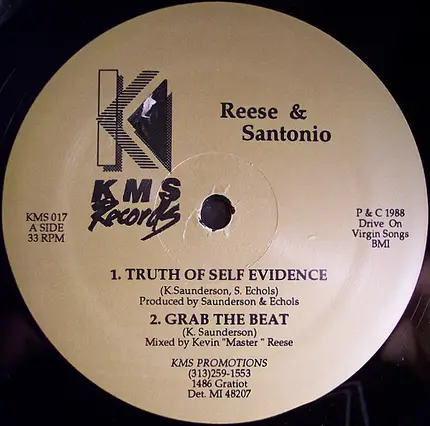 Reese &
Santonio
K
KMS
Records
KMS 017
A SIDE
33 RPM
P & C 1988
Drive On
Virgin Songs
BMI
1. TRUTH OF SELF EVIDENCE
(K.Saunderson, S. Echols)
Produced by Saunderson & Echols
2. GRAB THE BEAT
(K. Saunderson)
Mixed by Kevin "Master " Reese
KMS PROMOTIONS
(313)259-1553
1486 Gratiot
Det. MI 48207